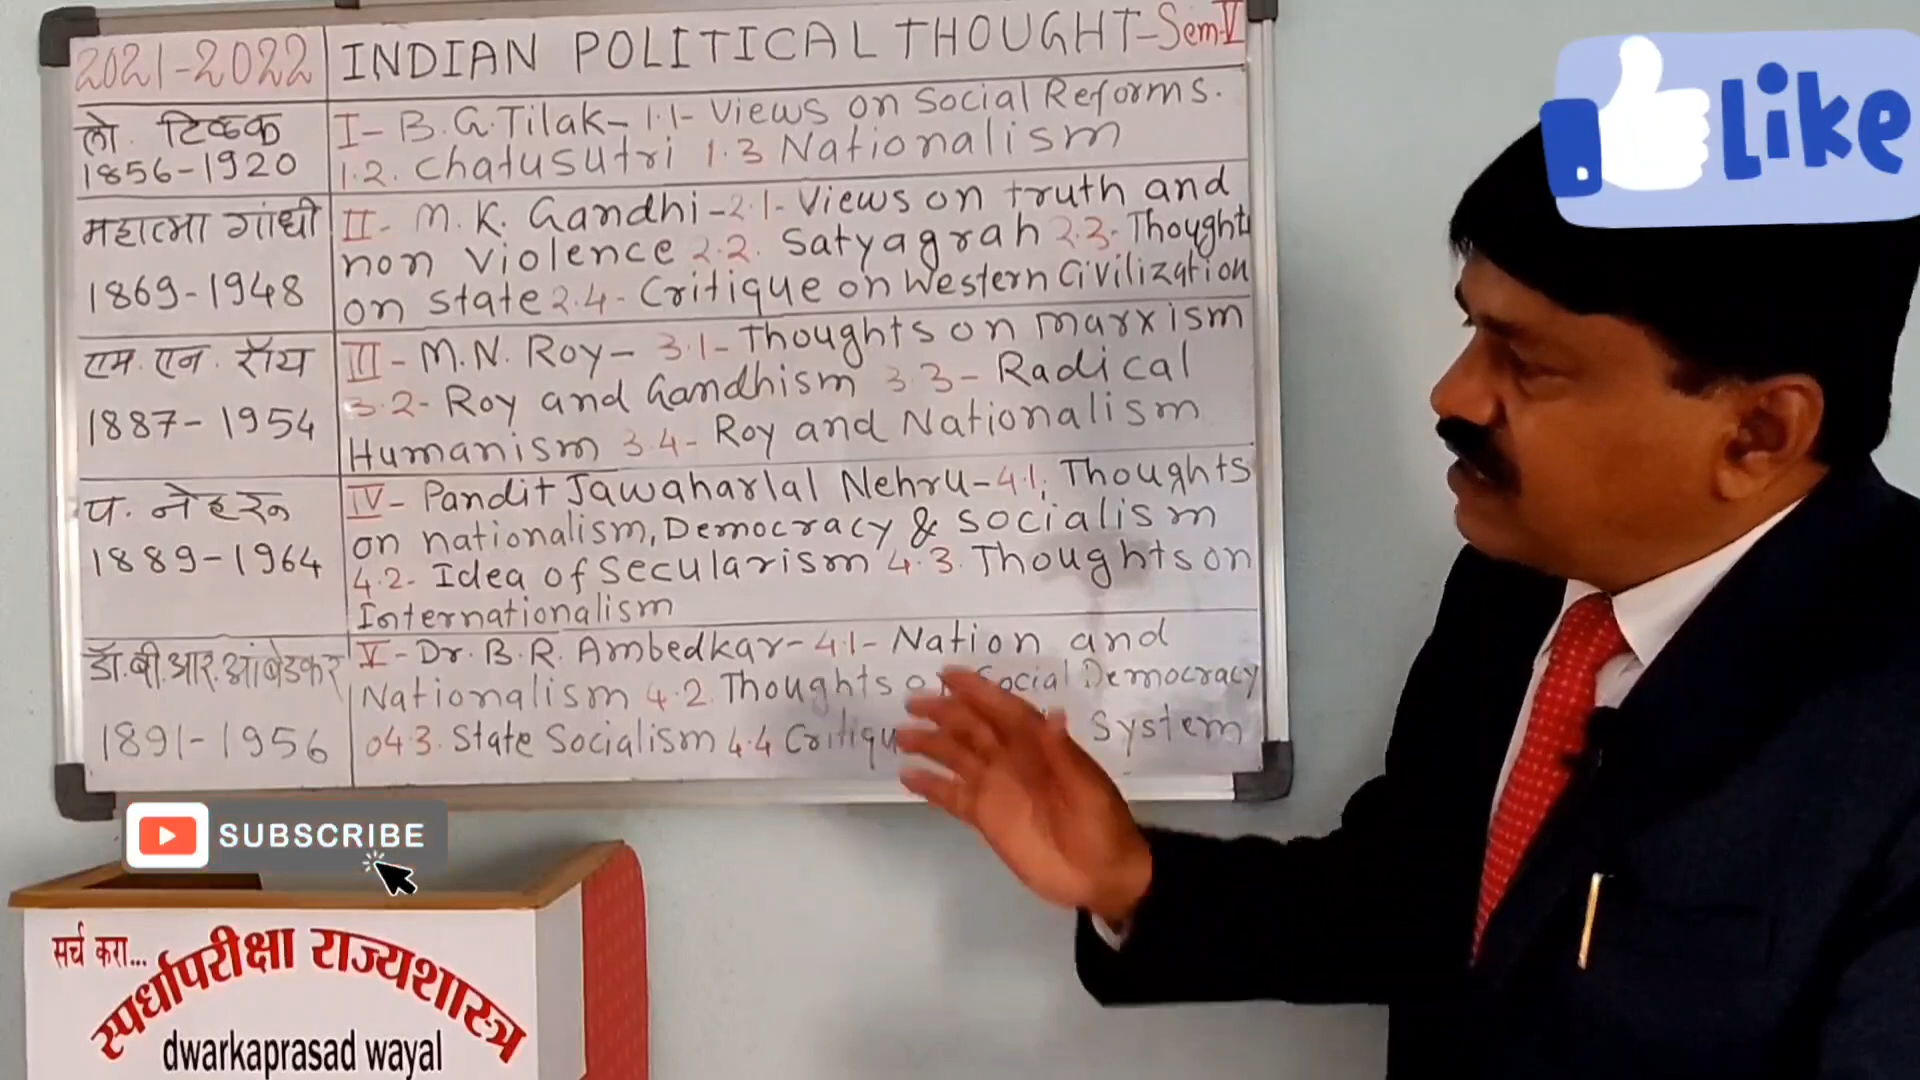 2021-2022 INDIAN POLITICAL THOUGHT-Sem-V
लो. टिळक
1856-1920
I- B.G.Tilak- 1.1- Views on Social Reforms.
1.2. Chatusutri 1.3 Nationalism
महात्मा गांधी
1869-1948
II- M.K. Gandhi-2.1- Views on truth and
non violence 2.2. Satyagrah 2.3. Thoughts
on state 2.4- Critique on Western Civilization
एम.एन. रॉय
1887-1954
III- M.N. Roy- 3.1- Thoughts on marxism
3.2- Roy and Gandhism 3.3- Radical
Humanism 3.4- Roy and Nationalism
प. नेहरू
1889-1964
IV- Pandit Jawaharlal Nehru-4.1, Thoughts
on nationalism, Democracy & socialism
4.2- Idea of Secularism 4.3. Thoughts on
Internationalism
डॉ.बी.आर.आंबेडकर
1891-1956
V- Dr. B.R. Ambedkar- 4.1- Nation and
Nationalism 4.2. Thoughts on Social Democracy
04.3. State Socialism 4.4 System
Like
SUBSCRIBE
सर्च करा...
स्पर्धापरीक्षा राज्यशास्त्र
dwarkaprasad wayal